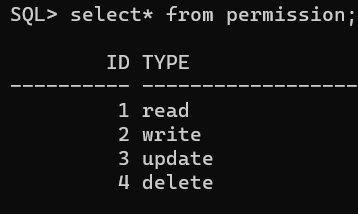 SQL> select* from permission;
ID TYPE
---------- ------------------
1 read
2 write
3 update
4 delete